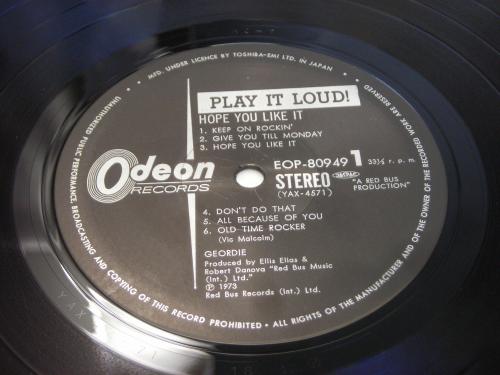 MFD. UNDER LICENCE BY TOSHIBA-EMI LTD. IN JAPAN
PLAY IT LOUD!
HOPE YOU LIKE IT
1. KEEP ON ROCKIN'
2. GIVE YOU TILL MONDAY
3. HOPE YOU LIKE IT
Odeon
RECORDS
EOP-80949 1 33⅓ r. p. m.
STEREO
(YAX-4571)
"A RED BUS
PRODUCTION"
4. DON'T DO THAT
5. ALL BECAUSE OF YOU
6. OLD TIME ROCKER
(Vic Malcolm)
GEORDIE
Produced by Ellis Elias &
Robert Danova "Red Bus Music
(Int.) Ltd."
Ⓟ 1973
Red Bus Records (Int.) Ltd.
UNAUTHORIZED PUBLIC PERFORMANCE, BROADCASTING AND COPYING OF THIS RECORD PROHIBITED • ALL RIGHTS OF THE MANUFACTURER AND OF THE OWNER OF THE RECORDED WORK ARE RESERVED